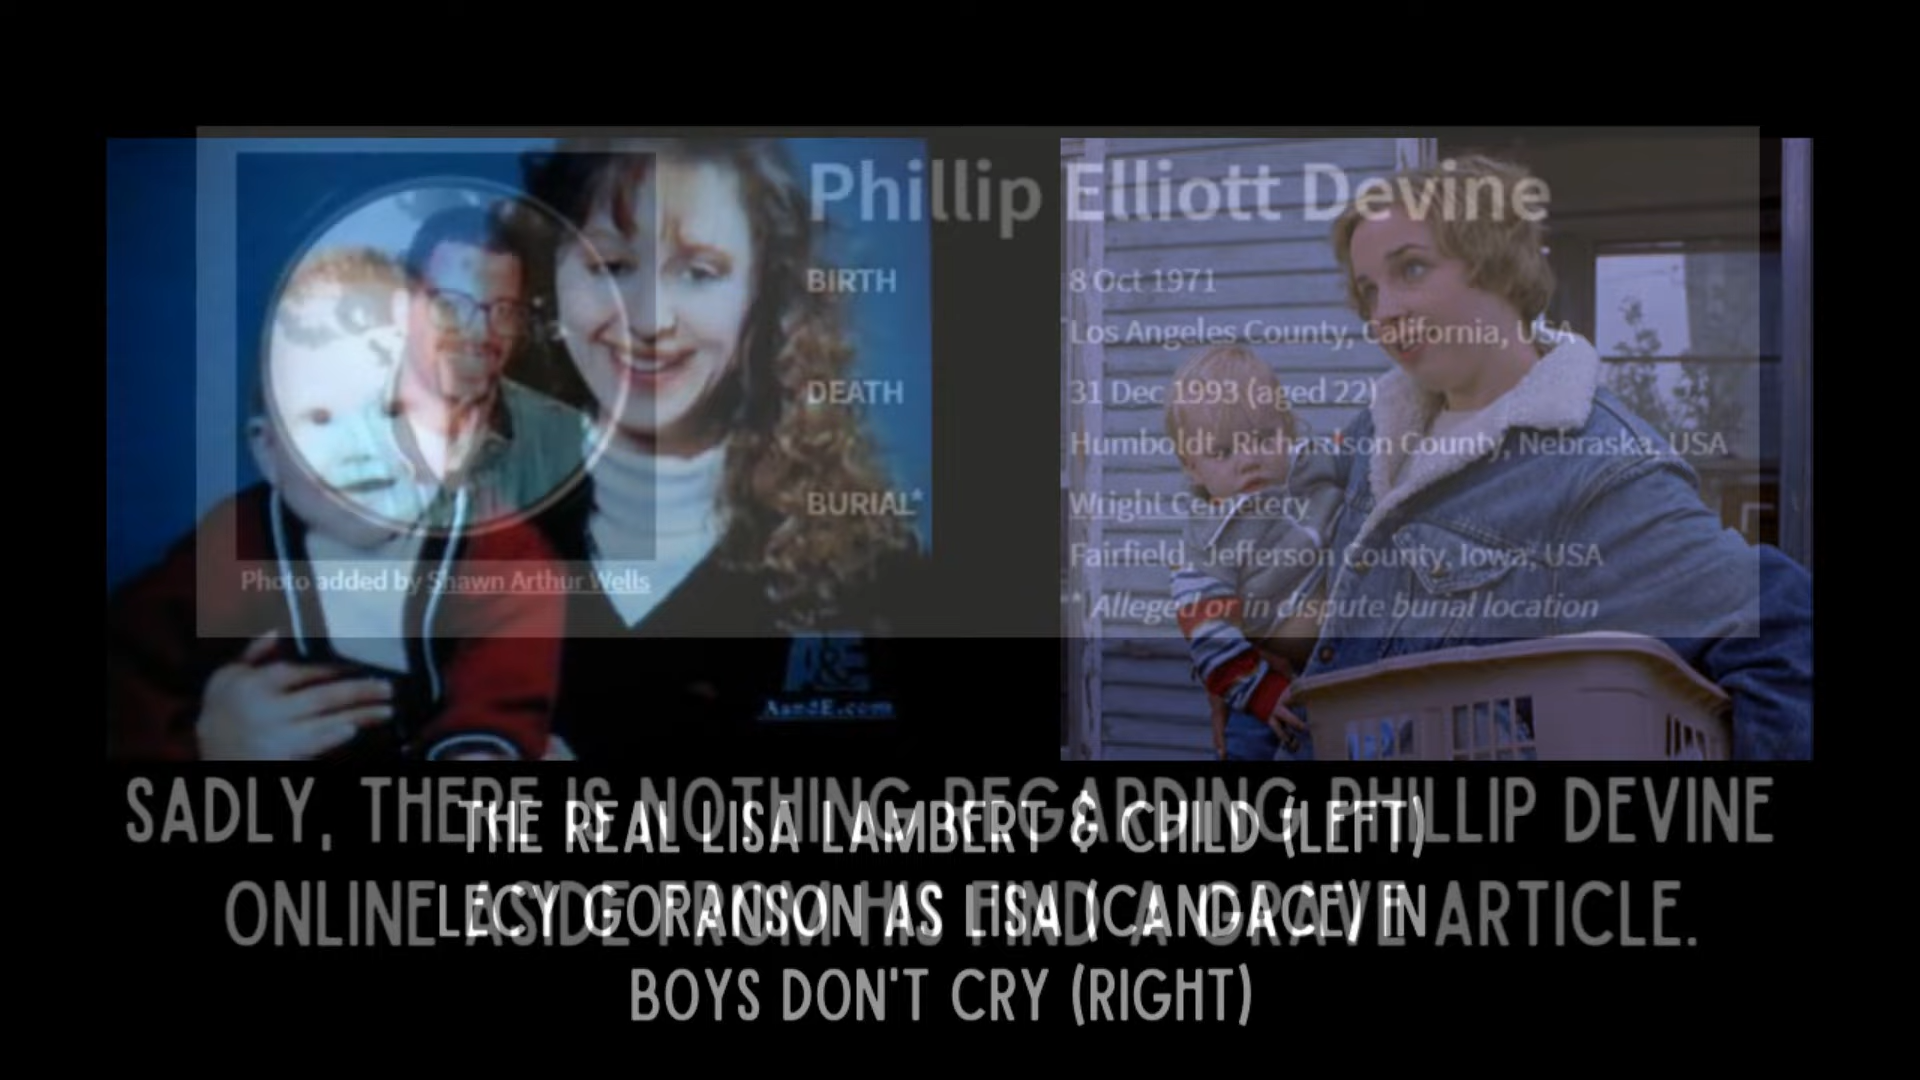 Phillip Elliott Devine
BIRTH 8 Oct 1971
Los Angeles County, California, USA
DEATH 31 Dec 1993 (aged 22)
Humboldt, Richardson County, Nebraska, USA
BURIAL* Wright Cemetery
Fairfield, Jefferson County, Iowa, USA
* Alleged or in dispute burial location
Photo added by Shawn Arthur Wells
A&E
AandE.com
SADLY, THERE IS NOTHING REGARDING PHILLIP DEVINE
ONLINE ASIDE FROM HIS FIND A GRAVE ARTICLE.
THE REAL LISA LAMBERT & CHILD (LEFT)
LECY GORANSON AS LISA (CANDACE) IN
BOYS DON'T CRY (RIGHT)